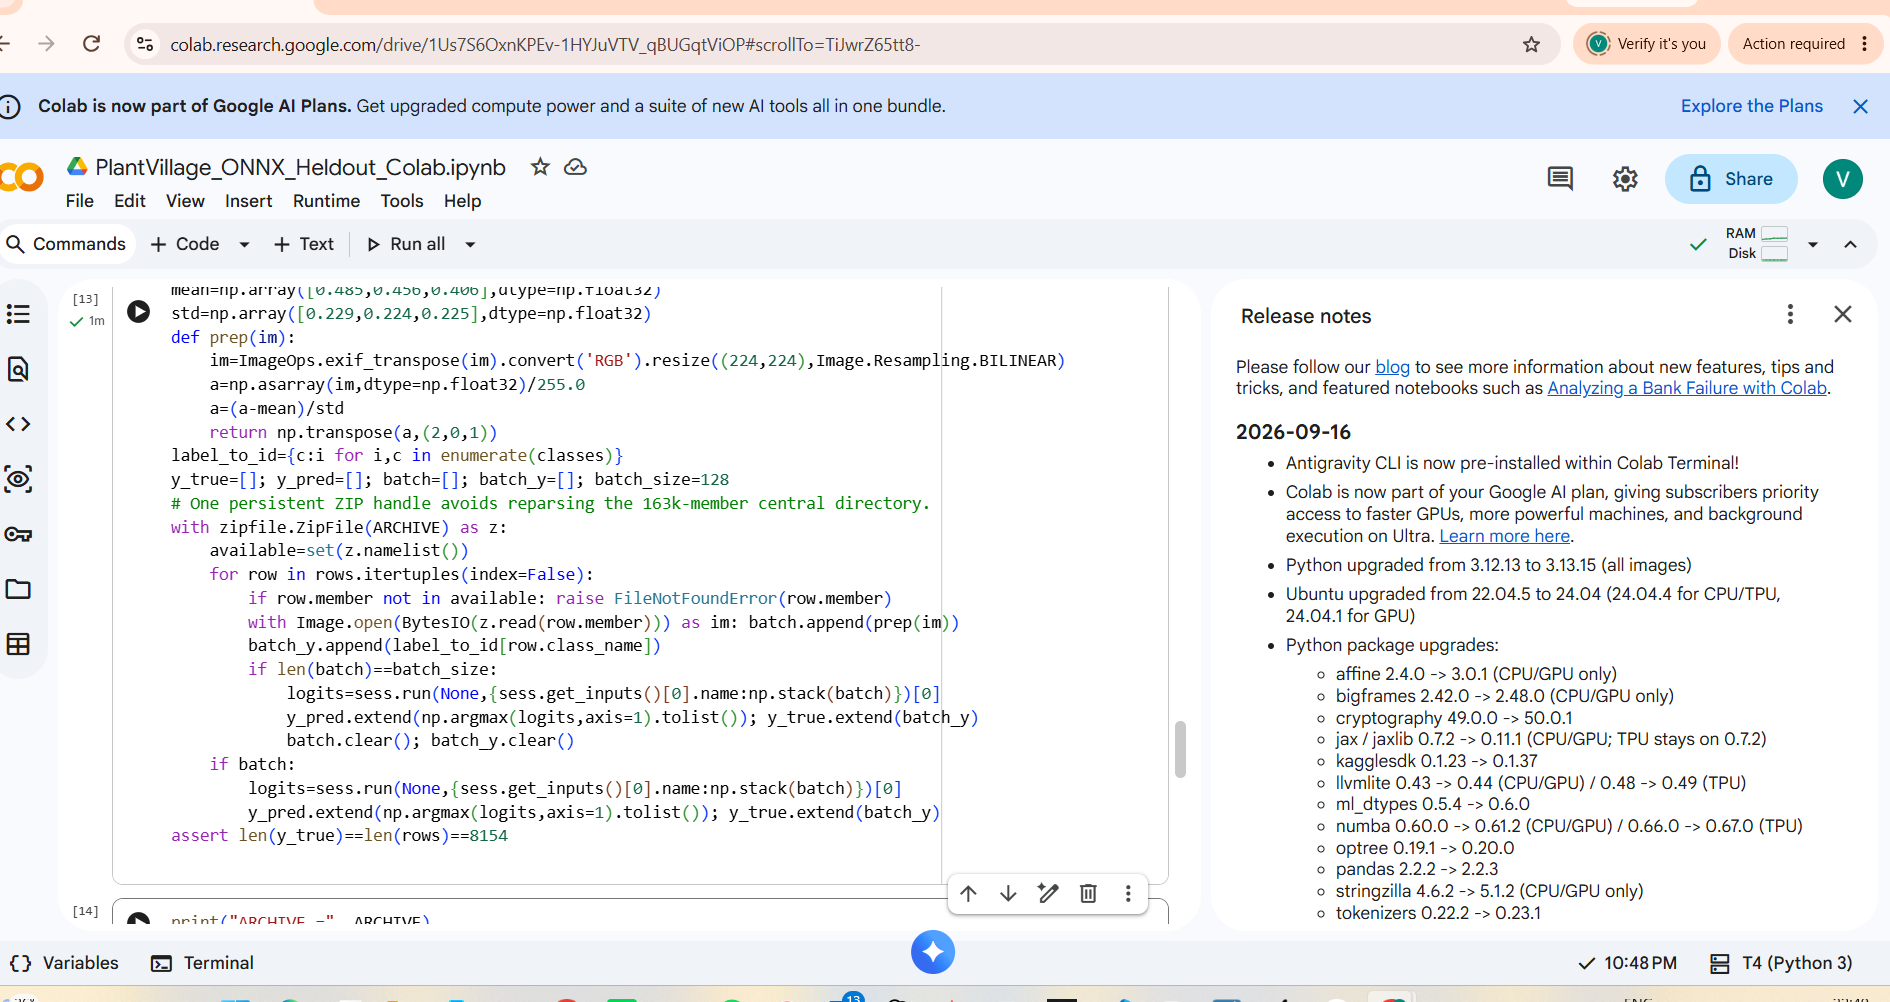 colab.research.google.com/drive/1Us7S6OxnKPEv-1HYJuVTV_qBUGqtViOP#scrollTo=TiJwrZ65tt8-
V
Verify it's you
Action required
Colab is now part of Google AI Plans. Get upgraded compute power and a suite of new AI tools all in one bundle.
Explore the Plans
PlantVillage_ONNX_Heldout_Colab.ipynb
File Edit View Insert Runtime Tools Help
Share
V
Commands
+ Code
+ Text
Run all
RAM
Disk
[13]
1m
mean=np.array([0.485,0.456,0.406],dtype=np.float32)
std=np.array([0.229,0.224,0.225],dtype=np.float32)
def prep(im):
    im=ImageOps.exif_transpose(im).convert('RGB').resize((224,224),Image.Resampling.BILINEAR)
    a=np.asarray(im,dtype=np.float32)/255.0
    a=(a-mean)/std
    return np.transpose(a,(2,0,1))
label_to_id={c:i for i,c in enumerate(classes)}
y_true=[]; y_pred=[]; batch=[]; batch_y=[]; batch_size=128
# One persistent ZIP handle avoids reparsing the 163k-member central directory.
with zipfile.ZipFile(ARCHIVE) as z:
    available=set(z.namelist())
    for row in rows.itertuples(index=False):
        if row.member not in available: raise FileNotFoundError(row.member)
        with Image.open(BytesIO(z.read(row.member))) as im: batch.append(prep(im))
        batch_y.append(label_to_id[row.class_name])
        if len(batch)==batch_size:
            logits=sess.run(None,{sess.get_inputs()[0].name:np.stack(batch)})[0]
            y_pred.extend(np.argmax(logits,axis=1).tolist()); y_true.extend(batch_y)
            batch.clear(); batch_y.clear()
    if batch:
        logits=sess.run(None,{sess.get_inputs()[0].name:np.stack(batch)})[0]
        y_pred.extend(np.argmax(logits,axis=1).tolist()); y_true.extend(batch_y)
assert len(y_true)==len(rows)==8154
[14]
print("ARCHIVE =", ARCHIVE)
Release notes
Please follow our blog to see more information about new features, tips and
tricks, and featured notebooks such as Analyzing a Bank Failure with Colab.
2026-09-16
Antigravity CLI is now pre-installed within Colab Terminal!
Colab is now part of your Google AI plan, giving subscribers priority
access to faster GPUs, more powerful machines, and background
execution on Ultra. Learn more here.
Python upgraded from 3.12.13 to 3.13.15 (all images)
Ubuntu upgraded from 22.04.5 to 24.04 (24.04.4 for CPU/TPU,
24.04.1 for GPU)
Python package upgrades:
affine 2.4.0 -> 3.0.1 (CPU/GPU only)
bigframes 2.42.0 -> 2.48.0 (CPU/GPU only)
cryptography 49.0.0 -> 50.0.1
jax / jaxlib 0.7.2 -> 0.11.1 (CPU/GPU; TPU stays on 0.7.2)
kagglesdk 0.1.23 -> 0.1.37
llvmlite 0.43 -> 0.44 (CPU/GPU) / 0.48 -> 0.49 (TPU)
ml_dtypes 0.5.4 -> 0.6.0
numba 0.60.0 -> 0.61.2 (CPU/GPU) / 0.66.0 -> 0.67.0 (TPU)
optree 0.19.1 -> 0.20.0
pandas 2.2.2 -> 2.2.3
stringzilla 4.6.2 -> 5.1.2 (CPU/GPU only)
tokenizers 0.22.2 -> 0.23.1
{} Variables
Terminal
10:48 PM
T4 (Python 3)
13